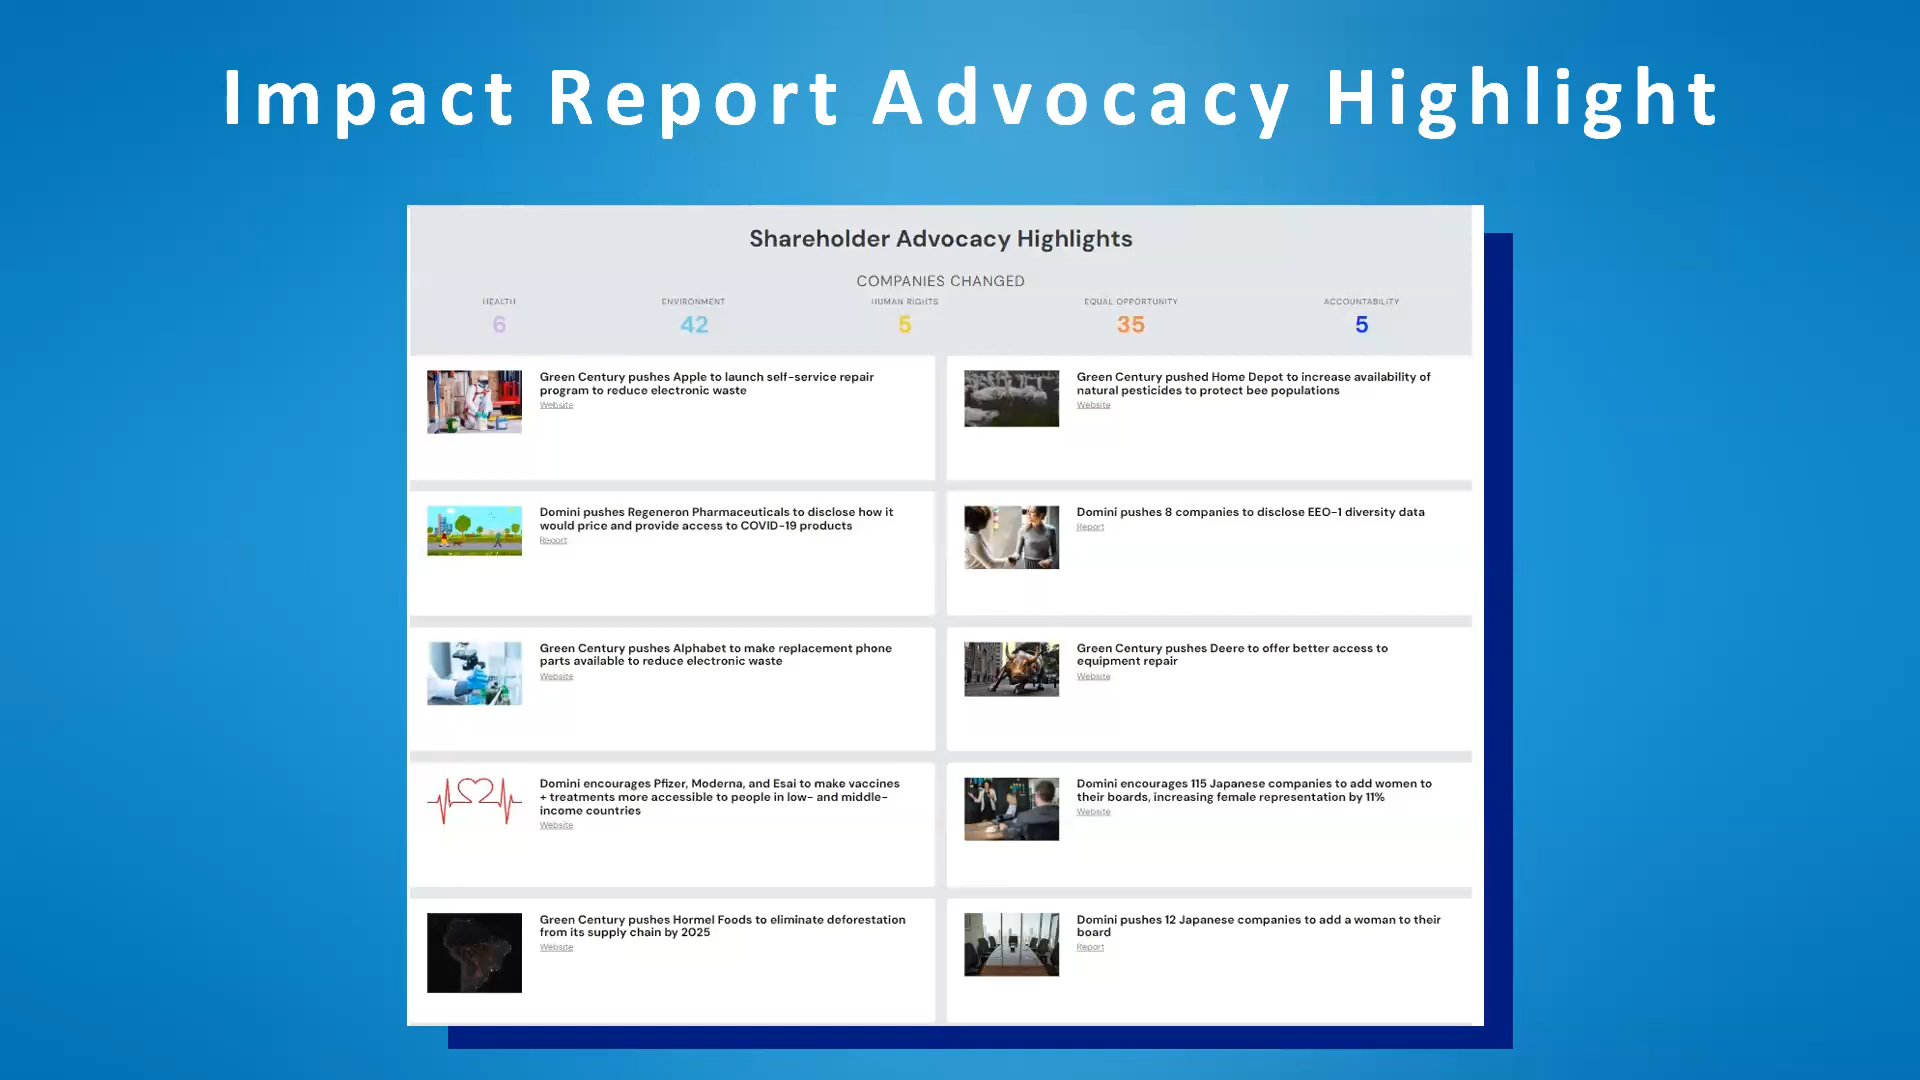 Impact Report Advocacy Highlight
Shareholder Advocacy Highlights
COMPANIES CHANGED
HEALTH
ENVIRONMENT
HUMAN RIGHTS
EQUAL OPPORTUNITY
ACCOUNTABILITY
6
42
5
35
5
Green Century pushes Apple to launch self-service repair
program to reduce electronic waste
Website
Green Century pushed Home Depot to increase availability of
natural pesticides to protect bee populations
Website
Domini pushes Regeneron Pharmaceuticals to disclose how it
would price and provide access to COVID-19 products
Report
Domini pushes 8 companies to disclose EEO-1 diversity data
Report
Green Century pushes Alphabet to make replacement phone
parts available to reduce electronic waste
Website
Green Century pushes Deere to offer better access to
equipment repair
Website
Domini encourages Pfizer, Moderna, and Esai to make vaccines
+ treatments more accessible to people in low- and middle-
income countries
Website
Domini encourages 115 Japanese companies to add women to
their boards, increasing female representation by 11%
Website
Green Century pushes Hormel Foods to eliminate deforestation
from its supply chain by 2025
Website
Domini pushes 12 Japanese companies to add a woman to their
board
Report